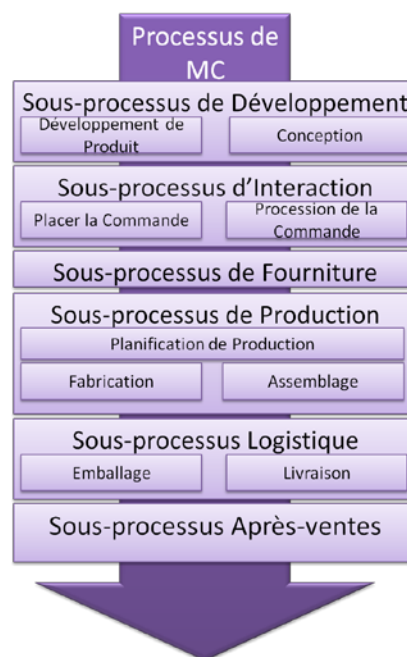 Processus de
MC
Sous-processus de Développement
Développement de
Produit
Conception
Sous-processus d'Interaction
Placer la Commande
Procession de la
Commande
Sous-processus de Fourniture
Sous-processus de Production
Planification de Production
Fabrication
Assemblage
Sous-processus Logistique
Emballage
Livraison
Sous-processus Après-ventes